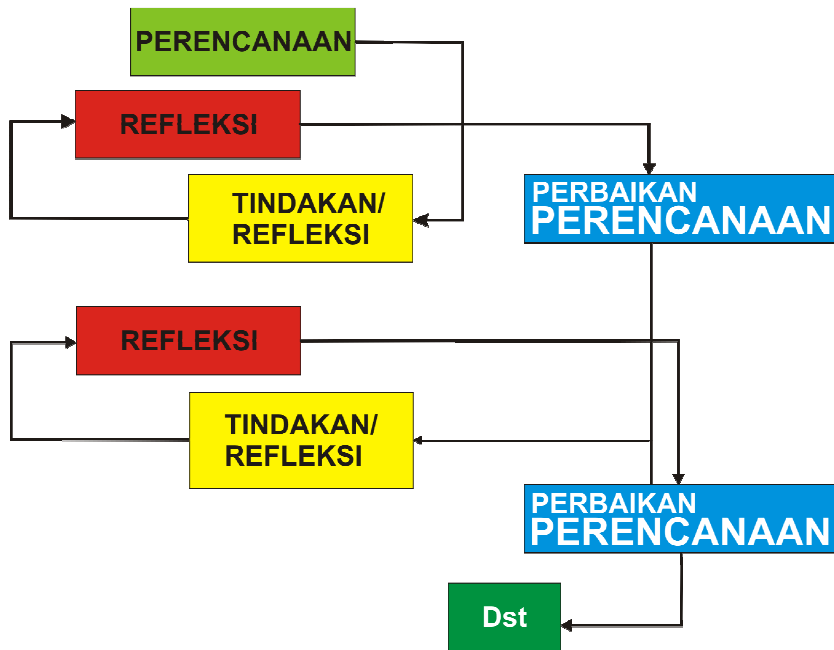 PERENCANAAN
REFLEKSI
TINDAKAN/
REFLEKSI
PERBAIKAN
PERENCANAAN
REFLEKSI
TINDAKAN/
REFLEKSI
PERBAIKAN
PERENCANAAN
Dst